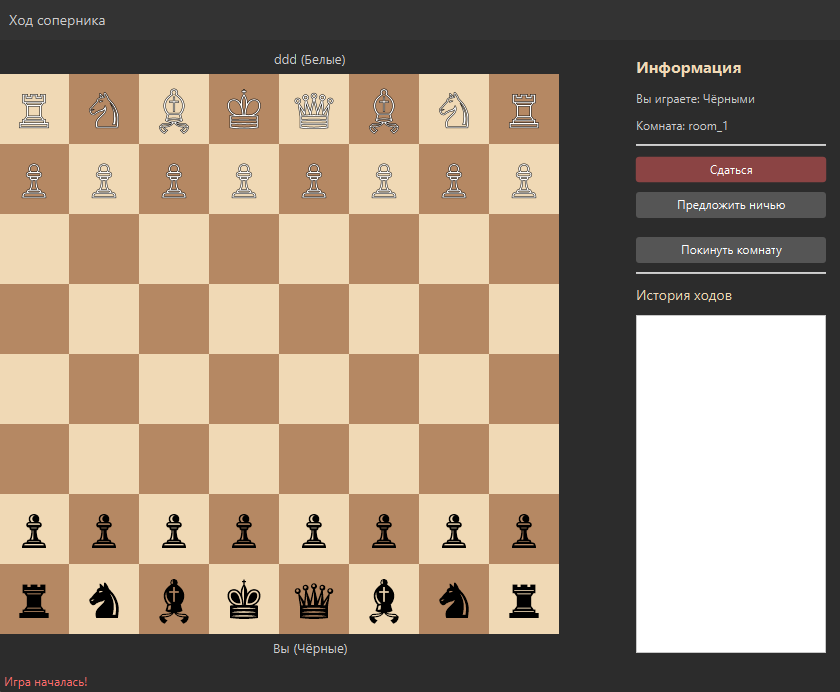 Ход соперника
ddd (Белые)
Информация
Вы играете: Чёрными
Комната: room_1
Сдаться
Предложить ничью
Покинуть комнату
История ходов
Вы (Чёрные)
Игра началась!